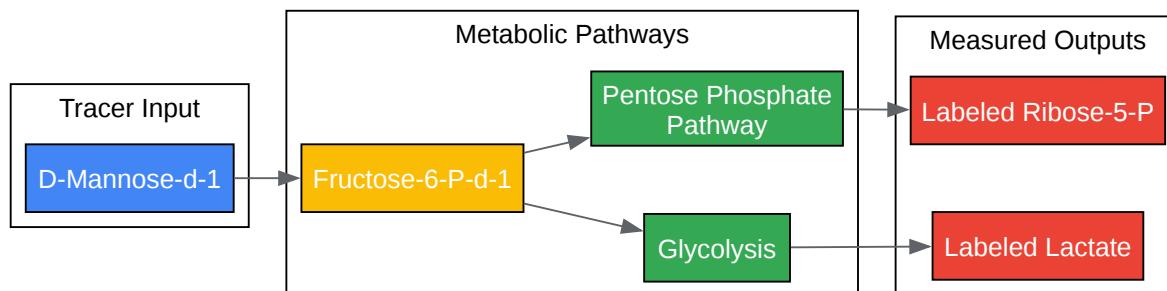 Tracer Input
D-Mannose-d-1
Metabolic Pathways
Fructose-6-P-d-1
Pentose Phosphate
Pathway
Glycolysis
Measured Outputs
Labeled Ribose-5-P
Labeled Lactate